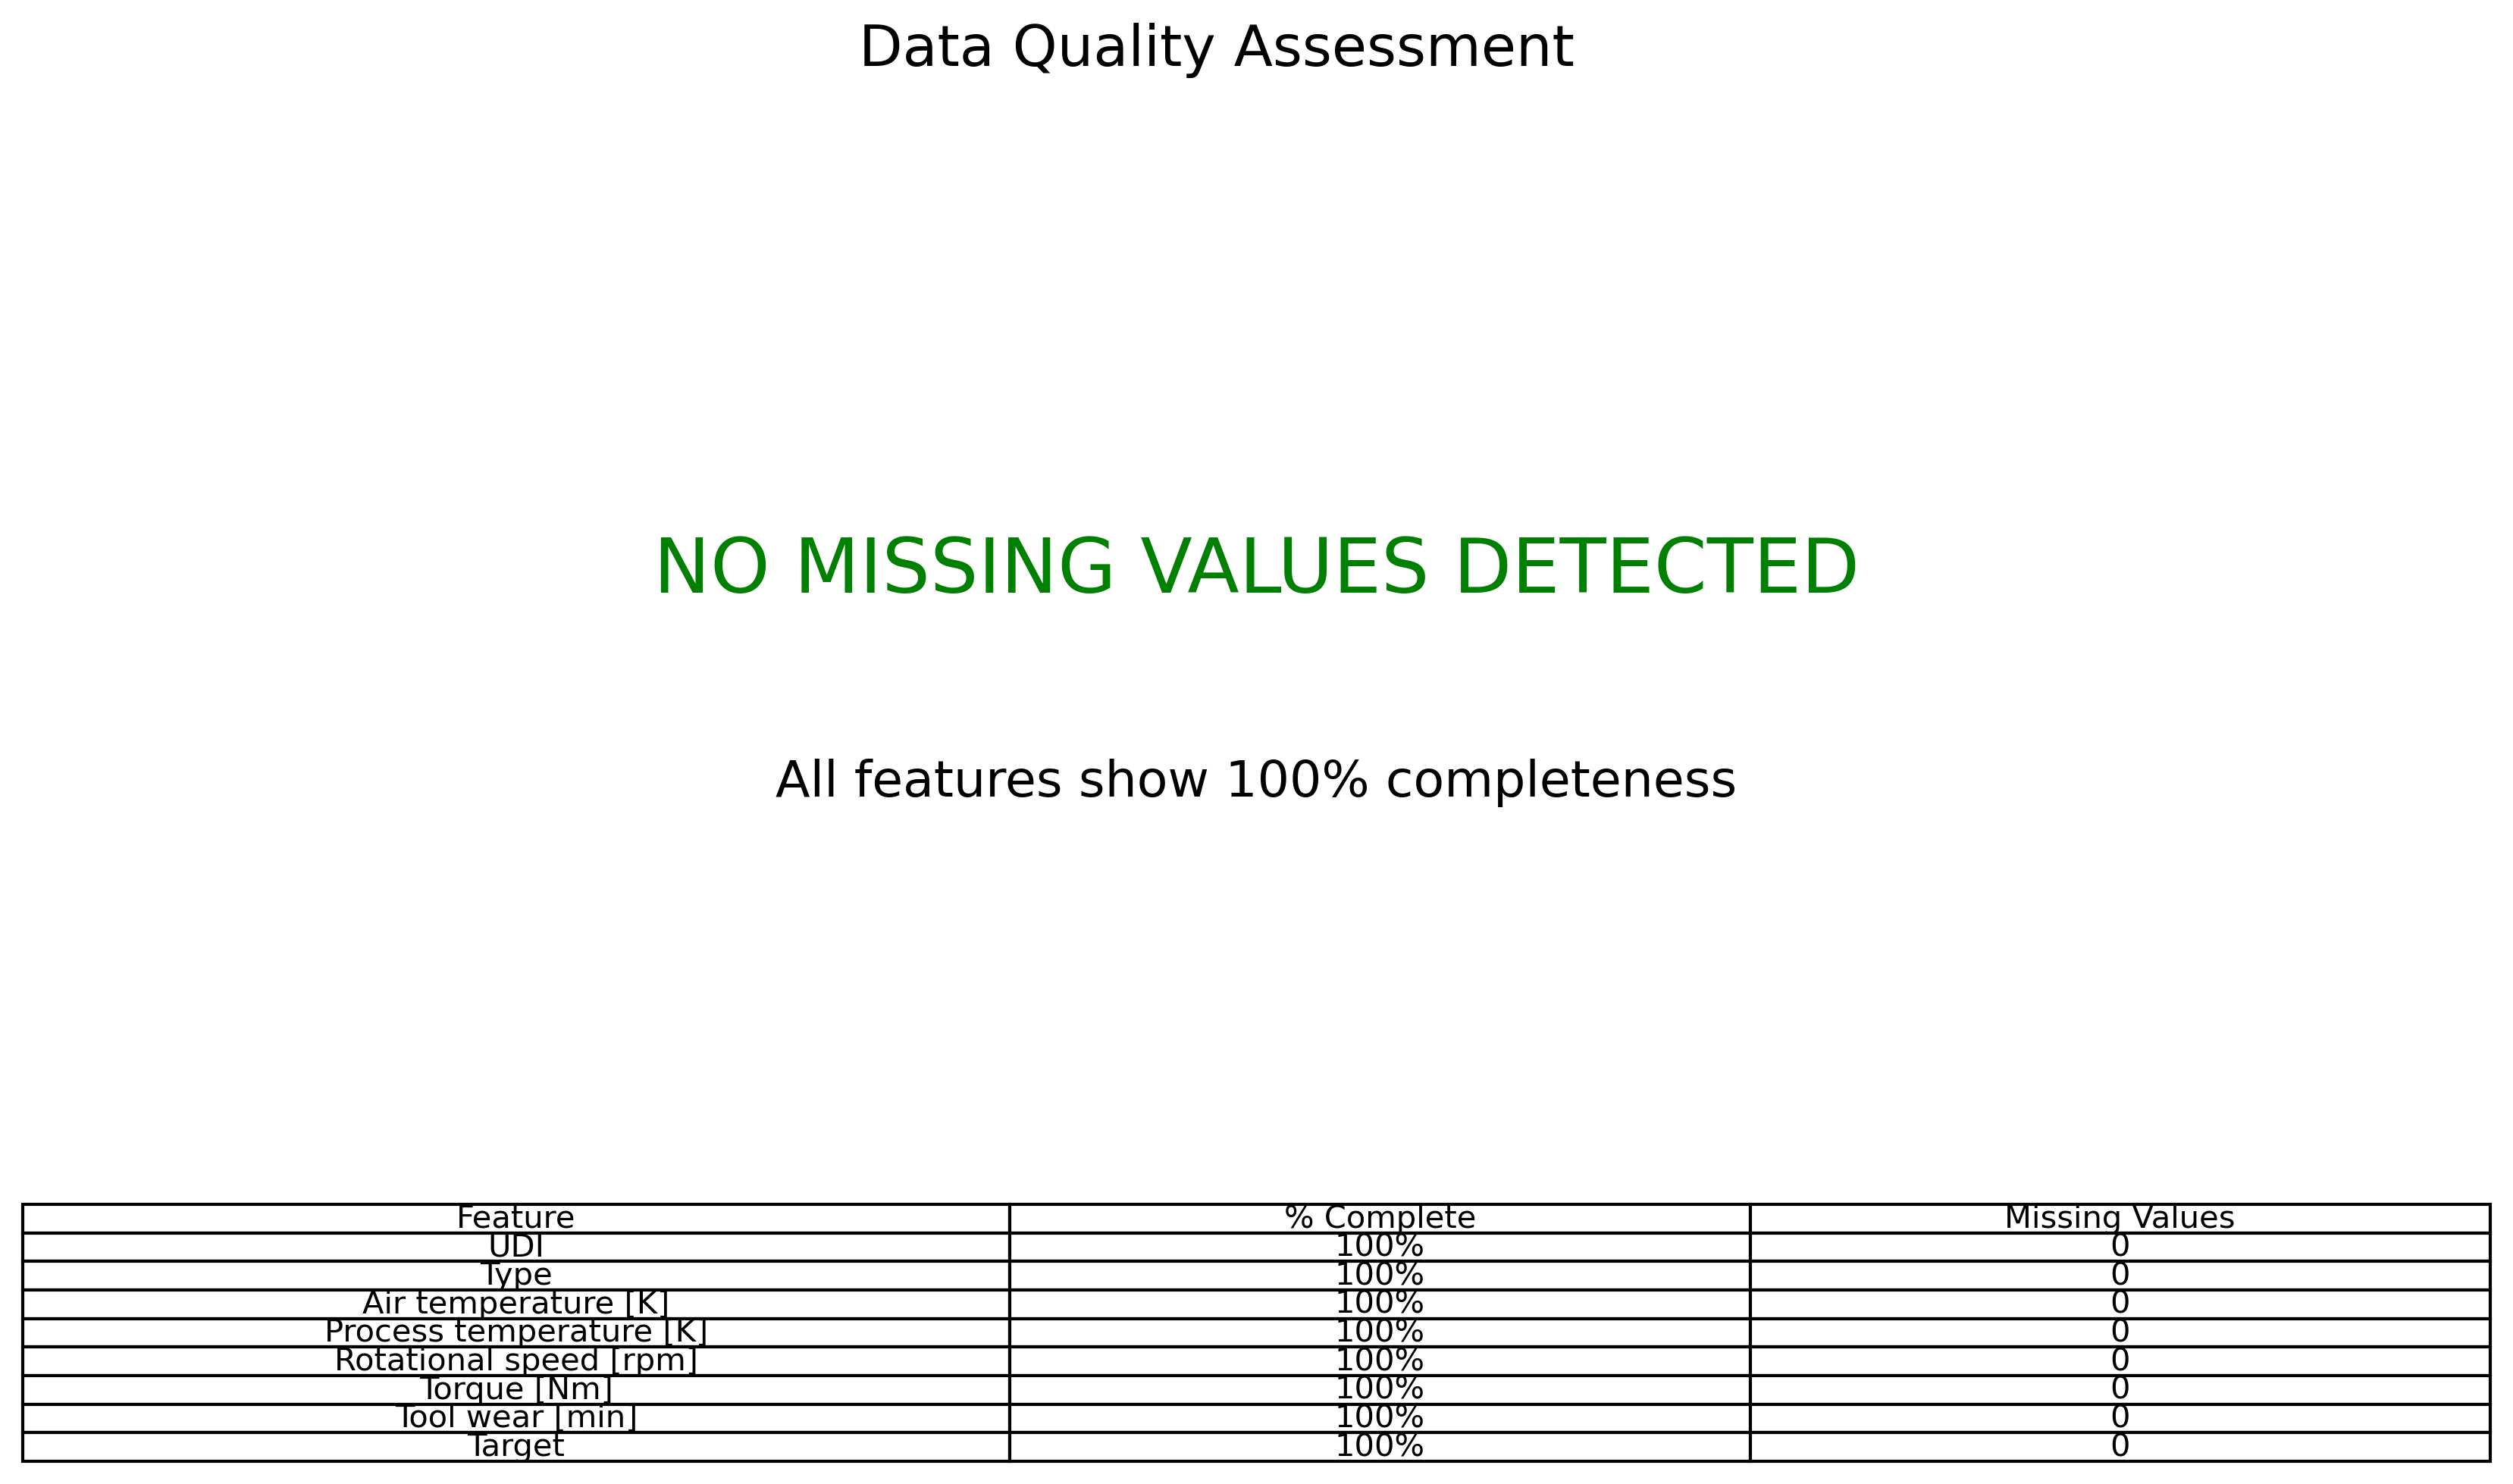 Data Quality Assessment
NO MISSING VALUES DETECTED
All features show 100% completeness
Feature % Complete Missing Values
UDI 100% 0
Type 100% 0
Air temperature [K] 100% 0
Process temperature [K] 100% 0
Rotational speed [rpm] 100% 0
Torque [Nm] 100% 0
Tool wear [min] 100% 0
Target 100% 0